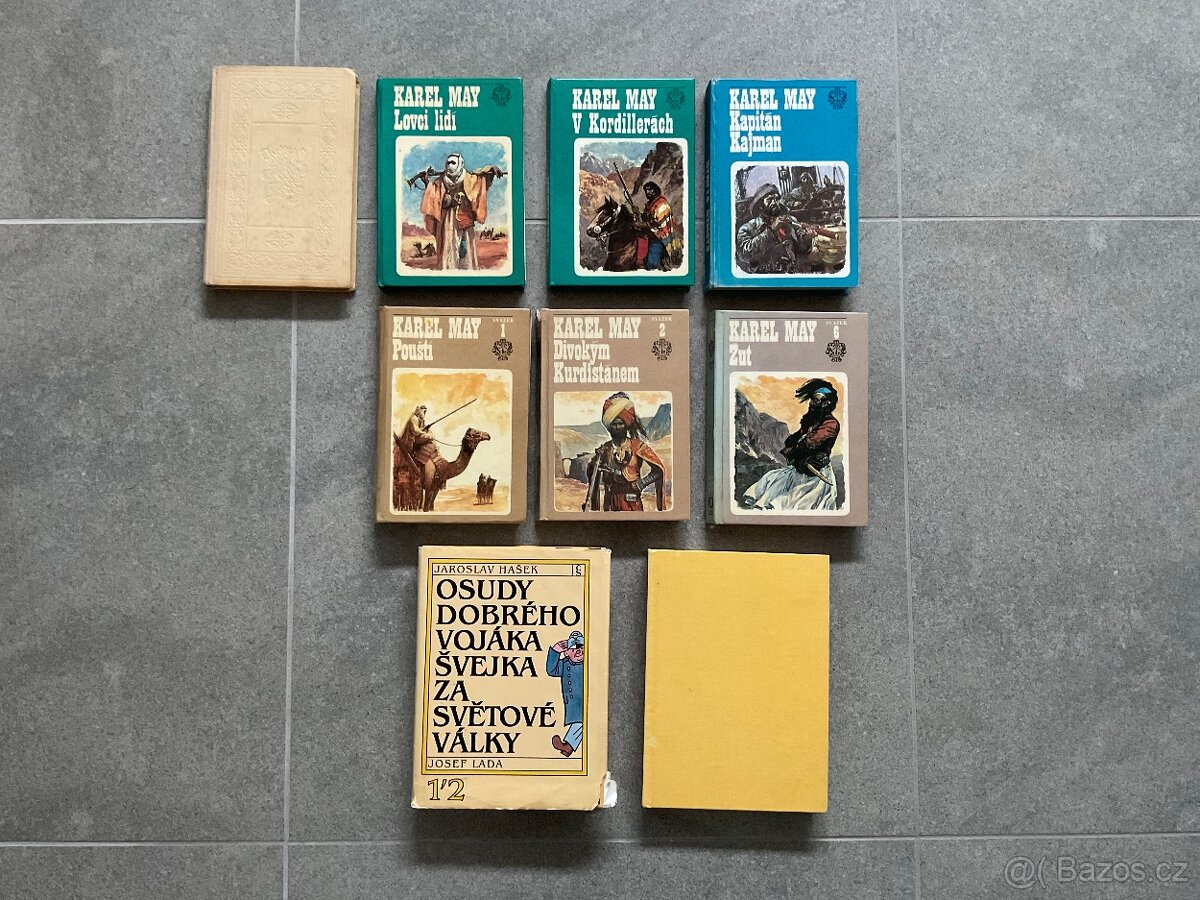 KAREL MAY
Lovci lidí
KAREL MAY
V Kordillerách
KAREL MAY
Kapitán
Kajman
KAREL MAY
SVAZEK
1
Pouští
KAREL MAY
SVAZEK
2
Divokým
Kurdistánem
KAREL MAY
SVAZEK
6
Žut
JAROSLAV HAŠEK
OSUDY
DOBRÉHO
VOJÁKA
ŠVEJKA
ZA
SVĚTOVÉ
VÁLKY
JOSEF LADA
1'2
@( Bazos.cz